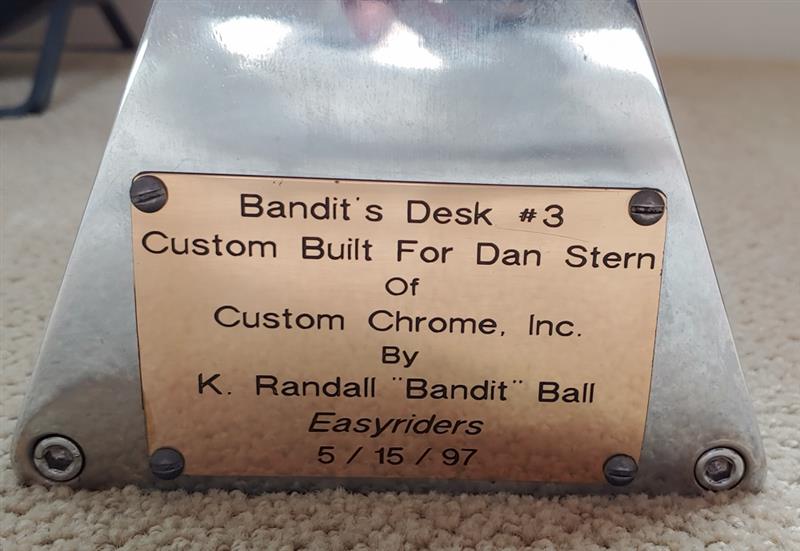 Bandit's Desk #3
Custom Built For Dan Stern
Of
Custom Chrome, Inc.
By
K. Randall "Bandit" Ball
Easyriders
5 / 15 / 97